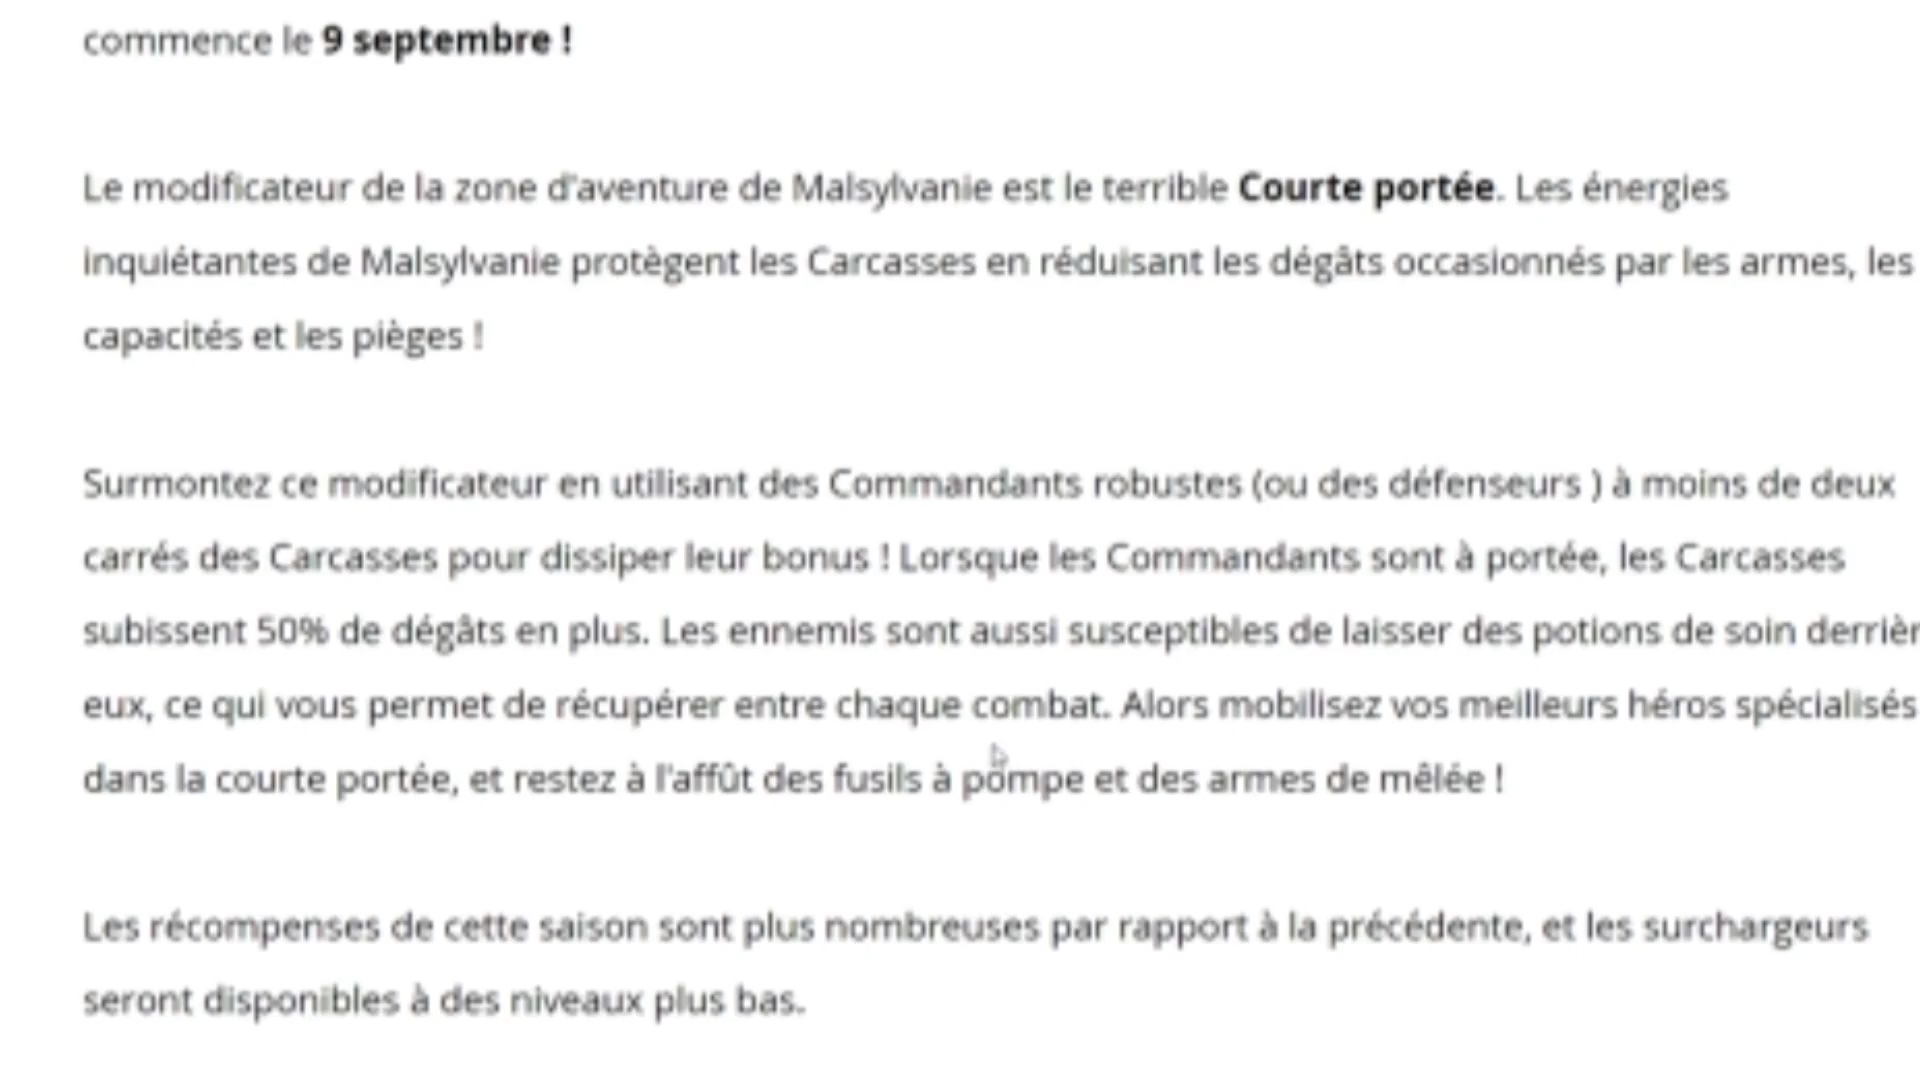 commence le 9 septembre !
Le modificateur de la zone d'aventure de Malsylvanie est le terrible Courte portée. Les énergies
inquiétantes de Malsylvanie protègent les Carcasses en réduisant les dégâts occasionnés par les armes, les
capacités et les pièges !
Surmontez ce modificateur en utilisant des Commandants robustes (ou des défenseurs ) à moins de deux
carrés des Carcasses pour dissiper leur bonus ! Lorsque les Commandants sont à portée, les Carcasses
subissent 50% de dégâts en plus. Les ennemis sont aussi susceptibles de laisser des potions de soin derrièr
eux, ce qui vous permet de récupérer entre chaque combat. Alors mobilisez vos meilleurs héros spécialisés
dans la courte portée, et restez à l'affût des fusils à pompe et des armes de mêlée !
Les récompenses de cette saison sont plus nombreuses par rapport à la précédente, et les surchargeurs
seront disponibles à des niveaux plus bas.